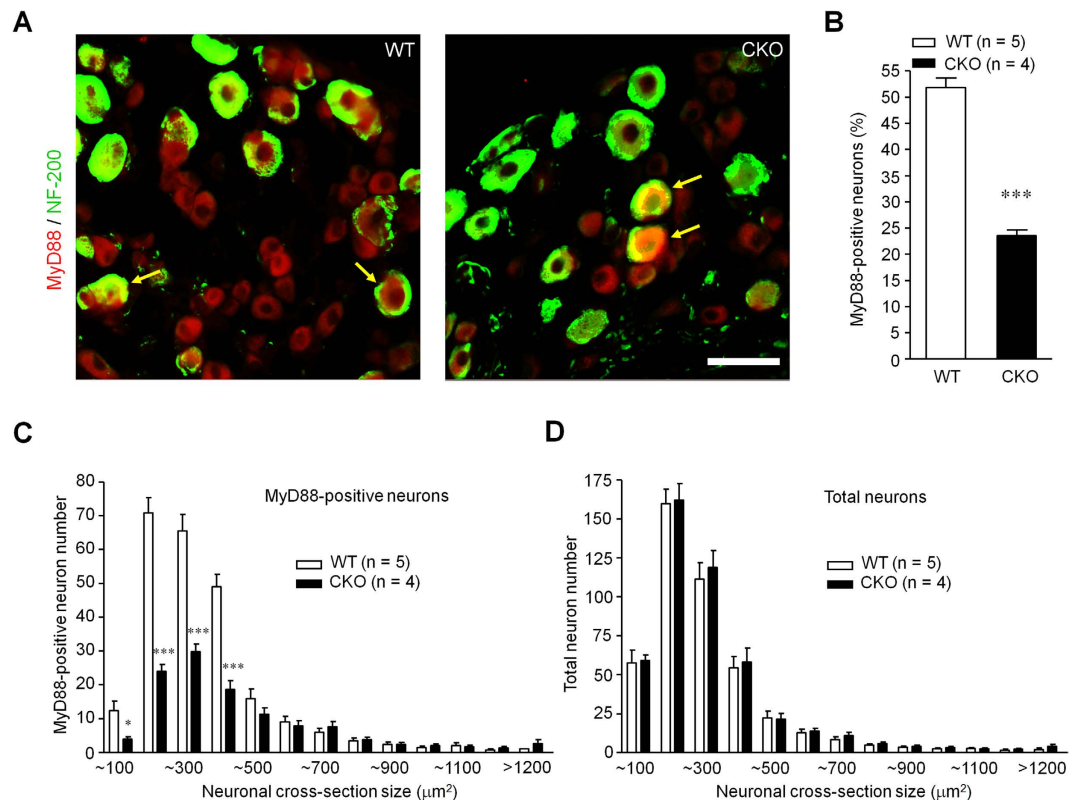 A
WT
CKO
MyD88 / NF-200
B
WT (n = 5)
CKO (n = 4)
MyD88-positive neurons (%)
55
50
45
40
35
30
25
20
15
10
5
0
***
WT
CKO
C
MyD88-positive neurons
WT (n = 5)
CKO (n = 4)
MyD88-positive neuron number
80
70
60
50
40
30
20
10
0
*
***
***
***
~100
~300
~500
~700
~900
~1100
>1200
Neuronal cross-section size (μm²)
D
Total neurons
WT (n = 5)
CKO (n = 4)
Total neuron number
175
150
125
100
75
50
25
0
~100
~300
~500
~700
~900
~1100
>1200
Neuronal cross-section size (μm²)